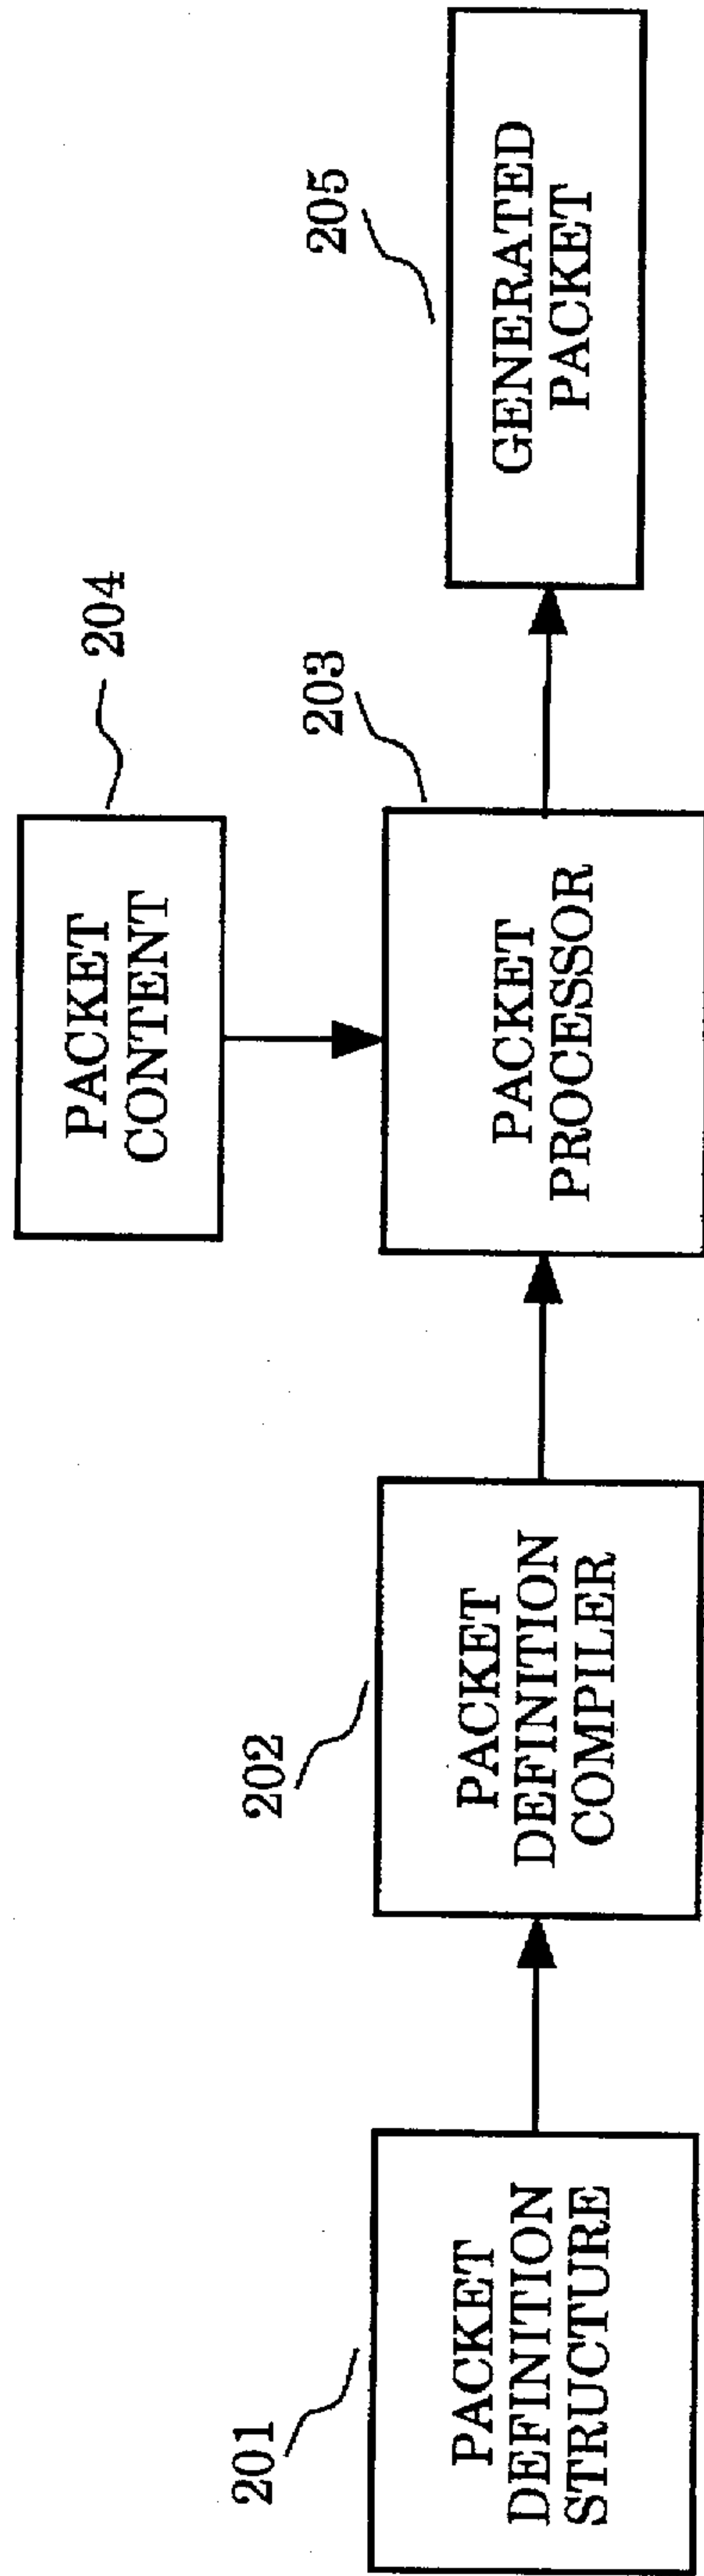 201
PACKET
DEFINITION
STRUCTURE
202
PACKET
DEFINITION
COMPILER
204
PACKET
CONTENT
203
PACKET
PROCESSOR
205
GENERATED
PACKET